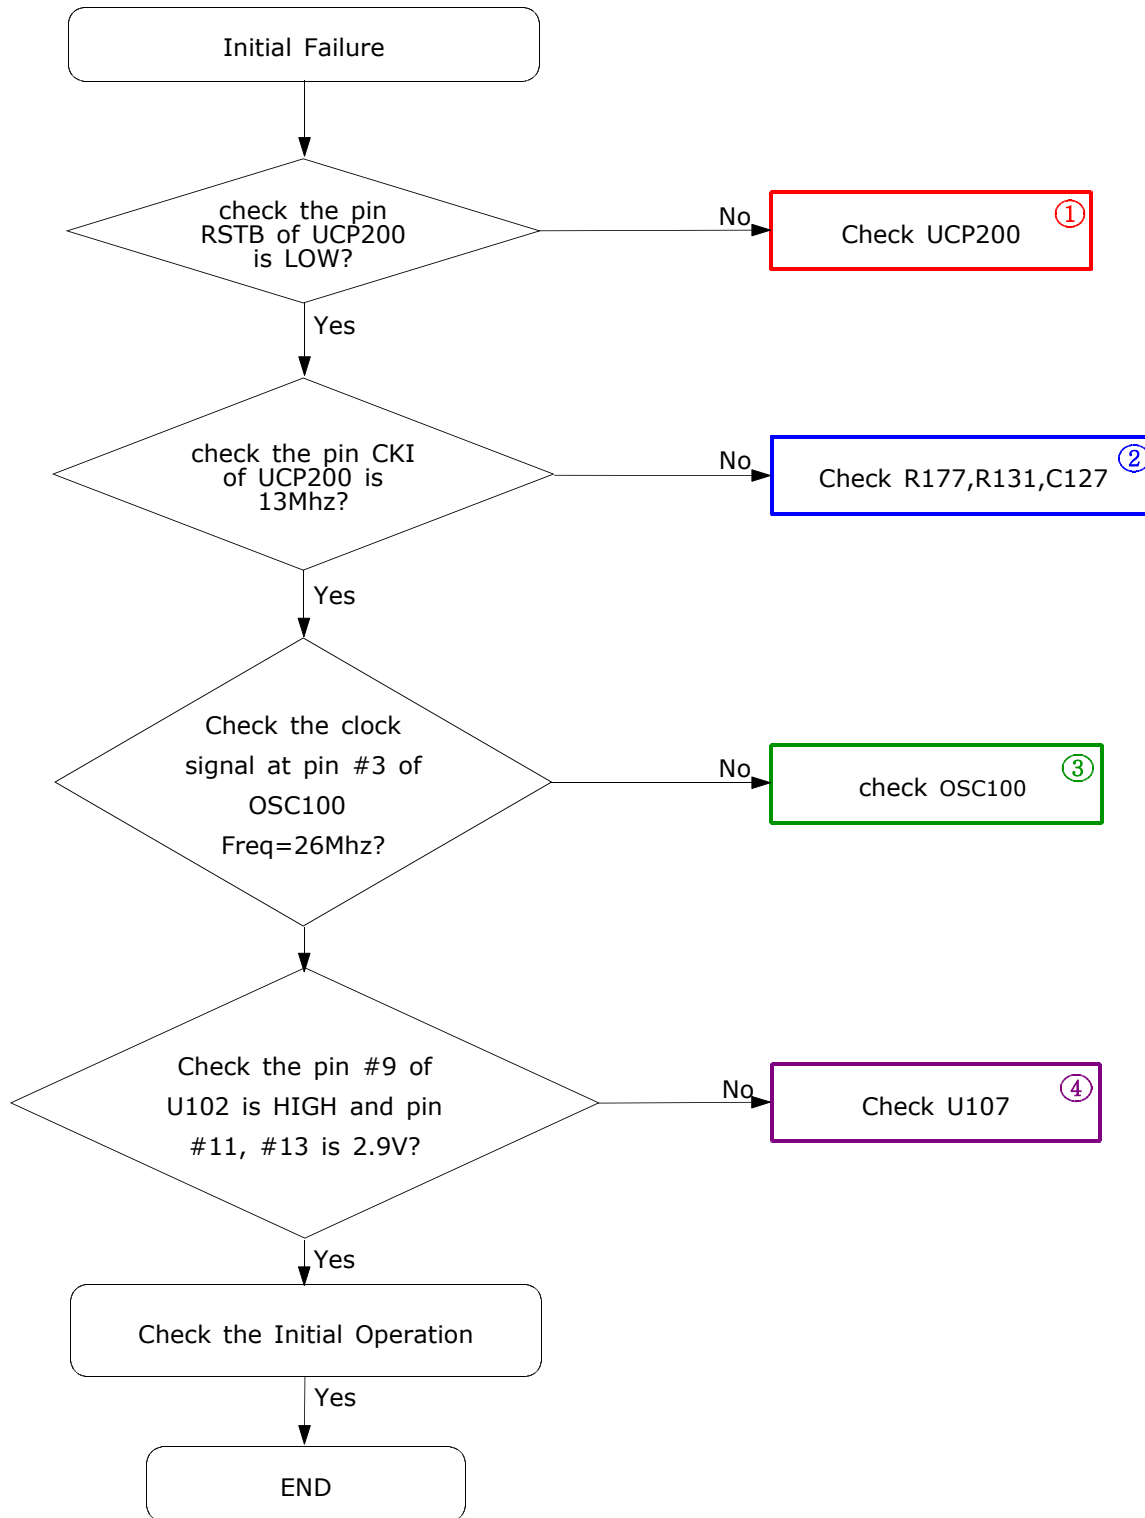 Initial Failure
check the pin
RSTB of UCP200
is LOW?
No
Check UCP200
①
Yes
check the pin CKI
of UCP200 is
13Mhz?
No
Check R177,R131,C127
②
Yes
Check the clock
signal at pin #3 of
OSC100
Freq=26Mhz?
No
check OSC100
③
Check the pin #9 of
U102 is HIGH and pin
#11, #13 is 2.9V?
No
Check U107
④
Yes
Check the Initial Operation
Yes
END